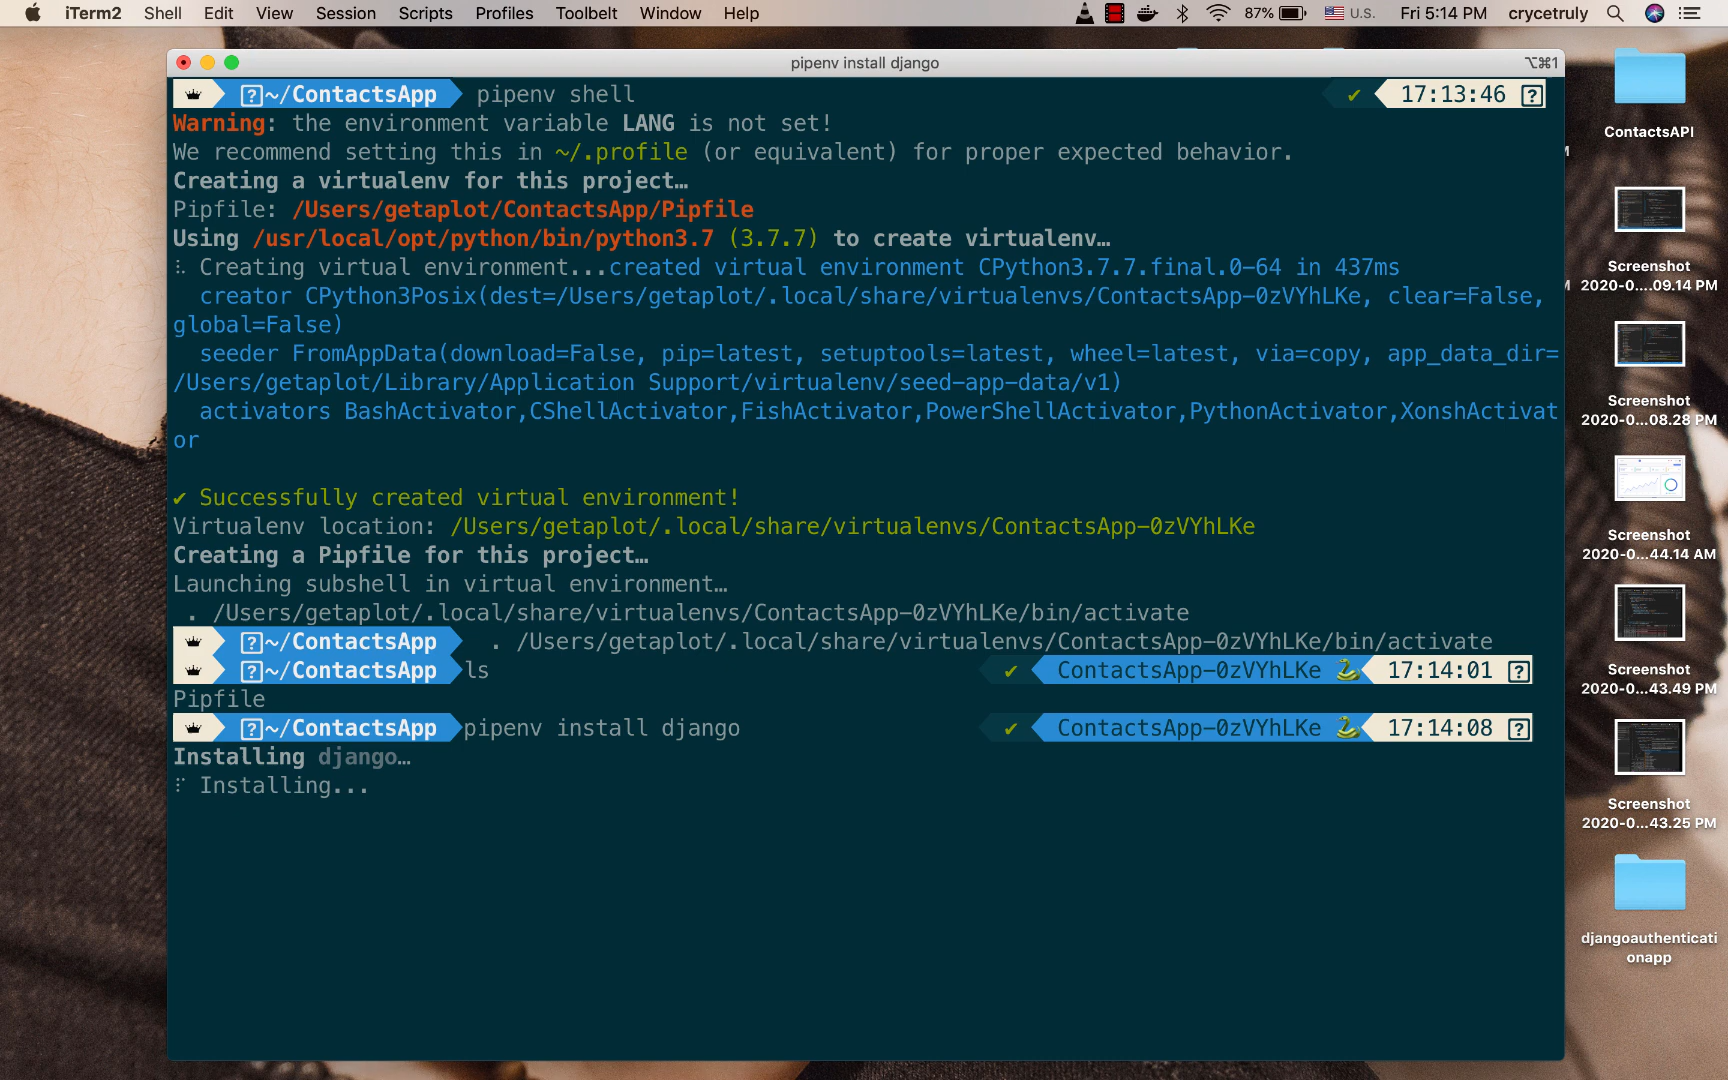 iTerm2 Shell Edit View Session Scripts Profiles Toolbelt Window Help 87% U.S. Fri 5:14 PM crycetruly
pipenv install django ⌥⌘1
~/ContactsApp pipenv shell ✔ 17:13:46
Warning: the environment variable LANG is not set!
We recommend setting this in ~/.profile (or equivalent) for proper expected behavior.
Creating a virtualenv for this project…
Pipfile: /Users/getaplot/ContactsApp/Pipfile
Using /usr/local/opt/python/bin/python3.7 (3.7.7) to create virtualenv…
Creating virtual environment...created virtual environment CPython3.7.7.final.0-64 in 437ms
creator CPython3Posix(dest=/Users/getaplot/.local/share/virtualenvs/ContactsApp-0zVYhLKe, clear=False,
global=False)
seeder FromAppData(download=False, pip=latest, setuptools=latest, wheel=latest, via=copy, app_data_dir=
/Users/getaplot/Library/Application Support/virtualenv/seed-app-data/v1)
activators BashActivator,CShellActivator,FishActivator,PowerShellActivator,PythonActivator,XonshActivat
or
✔ Successfully created virtual environment!
Virtualenv location: /Users/getaplot/.local/share/virtualenvs/ContactsApp-0zVYhLKe
Creating a Pipfile for this project…
Launching subshell in virtual environment…
. /Users/getaplot/.local/share/virtualenvs/ContactsApp-0zVYhLKe/bin/activate
~/ContactsApp . /Users/getaplot/.local/share/virtualenvs/ContactsApp-0zVYhLKe/bin/activate
~/ContactsApp ls ✔ ContactsApp-0zVYhLKe 🐍 17:14:01
Pipfile
~/ContactsApp pipenv install django ✔ ContactsApp-0zVYhLKe 🐍 17:14:08
Installing django…
Installing...
ContactsAPI
Screenshot
2020-0....09.14 PM
Screenshot
2020-0...08.28 PM
Screenshot
2020-0...44.14 AM
Screenshot
2020-0...43.49 PM
Screenshot
2020-0...43.25 PM
djangoauthenticati
onapp